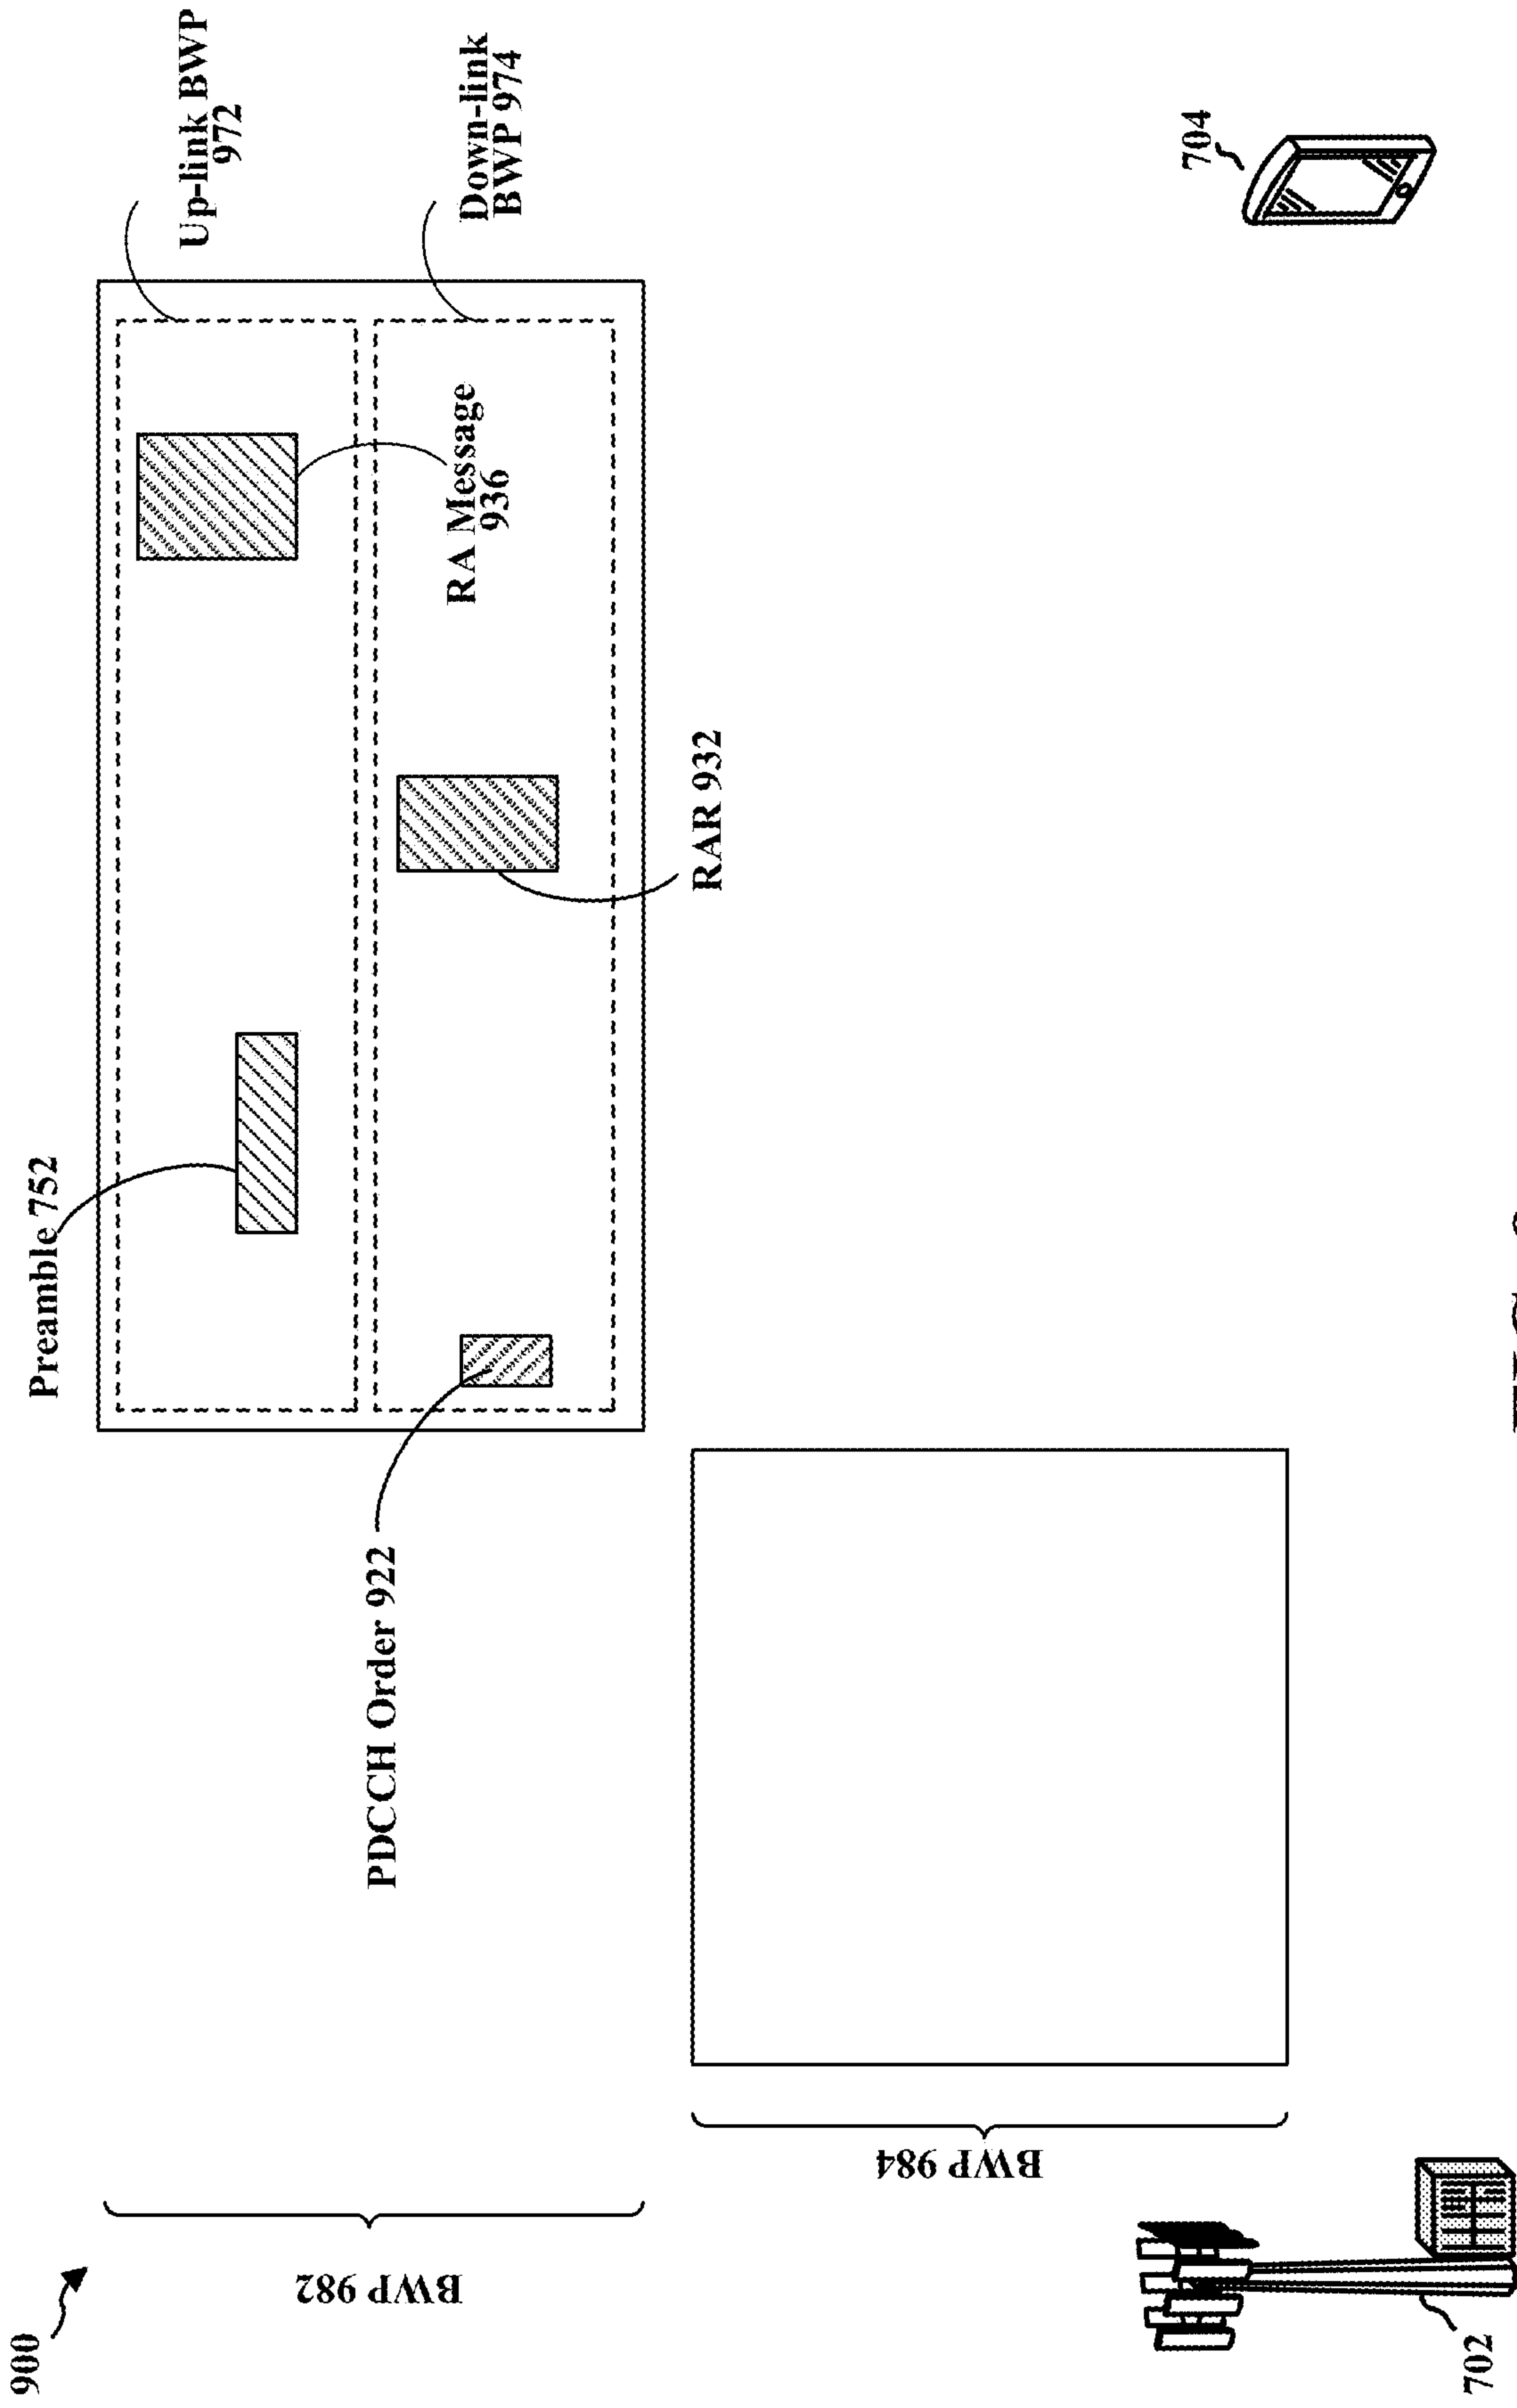 900
Preamble 752
Up-link BWP
972
Down-link
BWP 974
RA Message
936
RAR 932
PDCCH Order 922
BWP 982
BWP 984
702
704